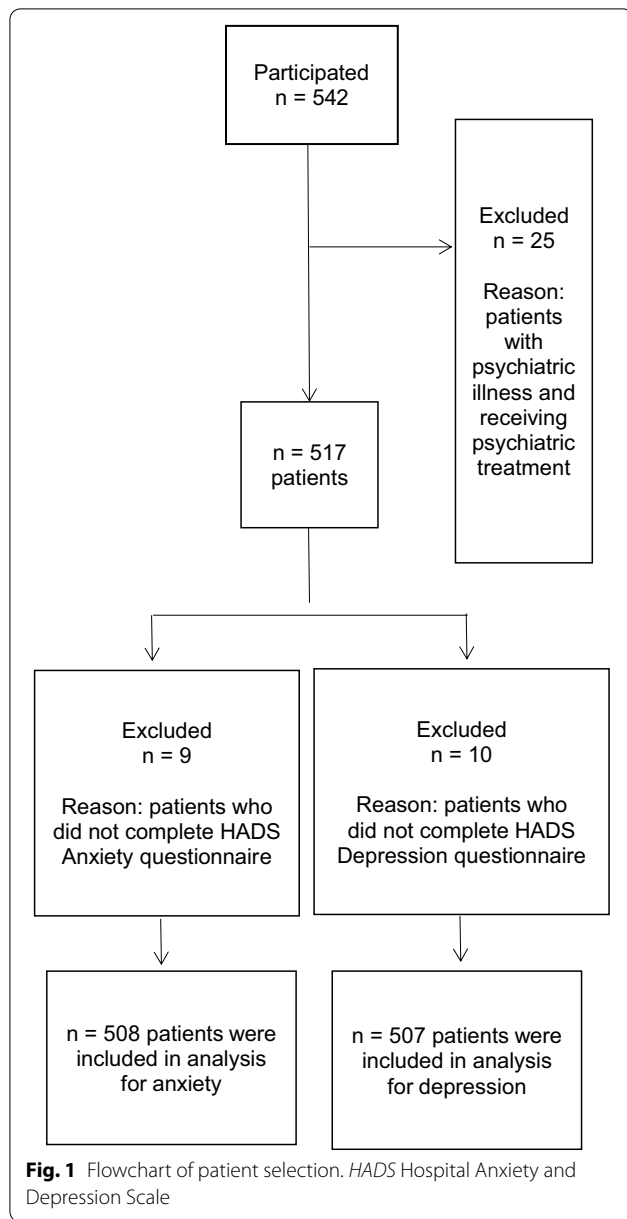 Participated
n = 542
Excluded
n = 25
Reason:
patients
with
psychiatric
illness and
receiving
psychiatric
treatment
n = 517
patients
Excluded
n = 9
Reason: patients who
did not complete HADS
Anxiety questionnaire
Excluded
n = 10
Reason: patients who
did not complete HADS
Depression questionnaire
n = 508 patients were
included in analysis
for anxiety
n = 507 patients were
included in analysis
for depression
Fig. 1 Flowchart of patient selection. HADS Hospital Anxiety and
Depression Scale